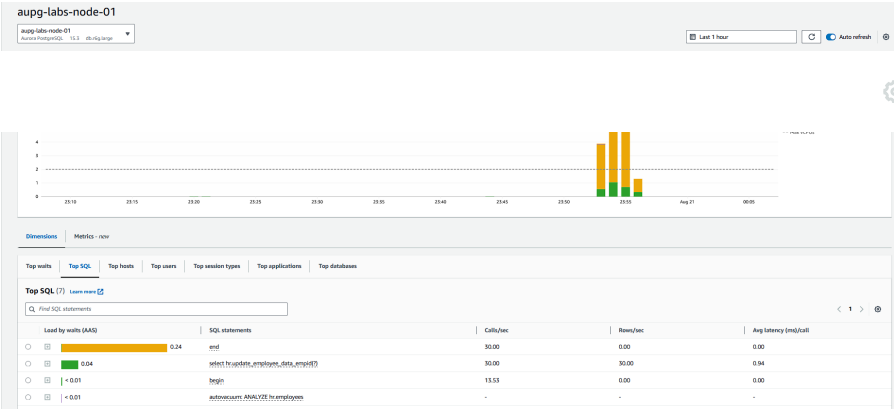 aupg-labs-node-01
aupg-labs-node-01
Aurora PostgreSQL 15.3 db.r6g.large
Last 1 hour
Auto refresh
4
3
2
1
0
23:10 23:15 23:20 23:25 23:30 23:35 23:40 23:45 23:50 23:55 Aug 21 00:05
Dimensions Metrics - new
Top waits Top SQL Top hosts Top users Top session types Top applications Top databases
Top SQL (7) Learn more
Find SQL statements
1
Load by waits (AAS) SQL statements Calls/sec Rows/sec Avg latency (ms)/call
0.24 end 30.00 0.00 0.00
0.04 select hr.update_employee_data_empid(?) 30.00 30.00 0.94
< 0.01 begin 13.53 0.00 0.00
< 0.01 autovacuum: ANALYZE hr.employees - - -